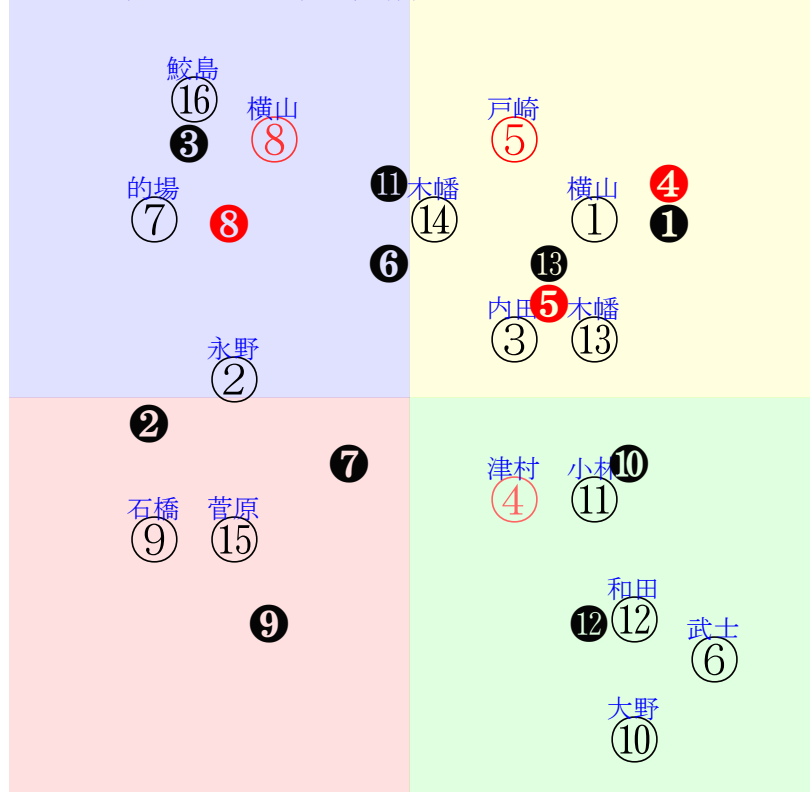 鮫島
⑯
横山
⑧
戸崎
⑤
❸
的場
⑦
❽
⓫
木幡
⑭
横山
①
❹
❶
❻
⓭
❺
内田
③
木幡
⑬
永野
②
❷
❼
津村
④
小林
⑪
❿
石橋
⑨
菅原
⑮
❾
和田
⑫
⓬
武士
⑥
大野
⑩